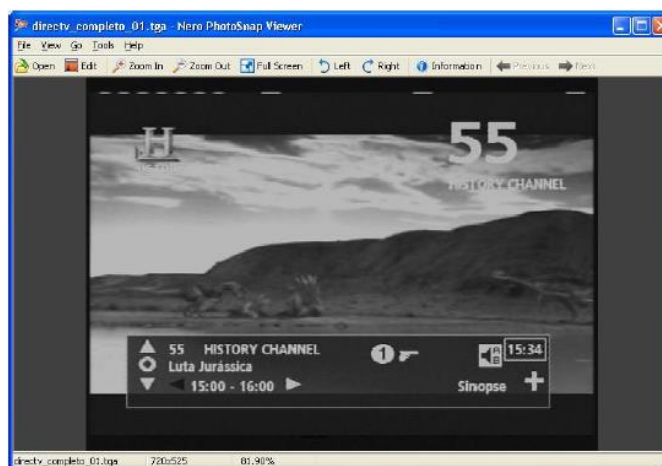 directv_completo_01.tga - Nero PhotoSnap Viewer
File View Go Tools Help
Open Edit Zoom In Zoom Out Full Screen Left Right Information Previous Next
H
55
HISTORY CHANNEL
55 HISTORY CHANNEL
1
A B
15:34
Luta Jurássica
15:00 - 16:00
Sinopse
directv_completo_01.tga 720x525 81.90%